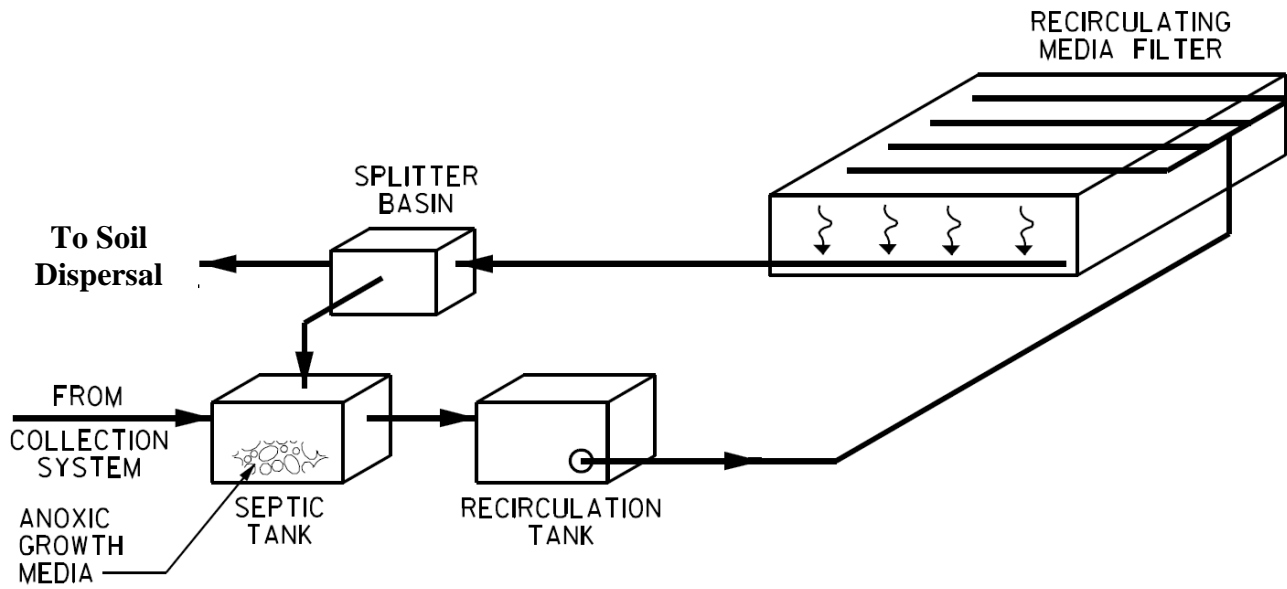 RECIRCULATING
MEDIA FILTER
SPLITTER
BASIN
To Soil
Dispersal
FROM
COLLECTION
SYSTEM
ANOXIC
GROWTH
MEDIA
SEPTIC
TANK
RECIRCULATION
TANK